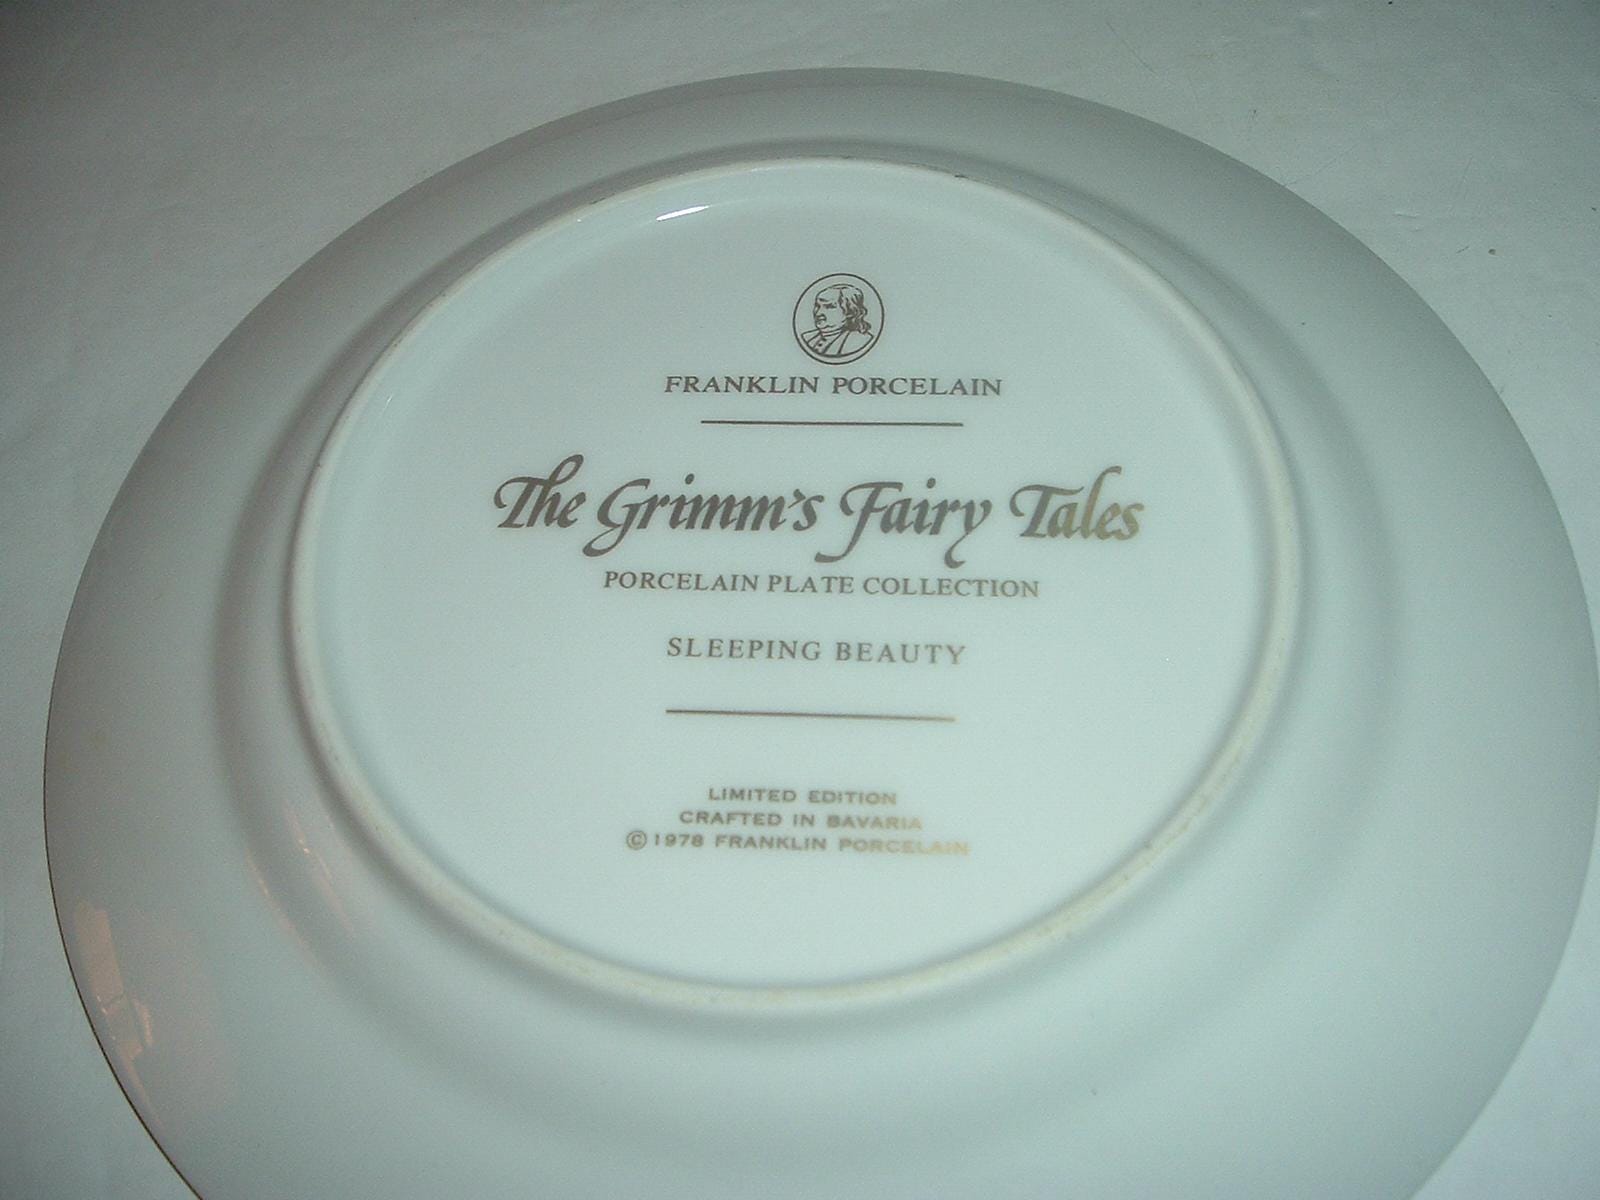 FRANKLIN PORCELAIN
The Grimm's Fairy Tales
PORCELAIN PLATE COLLECTION
SLEEPING BEAUTY
LIMITED EDITION
CRAFTED IN BAVARIA
©1978 FRANKLIN PORCELAIN